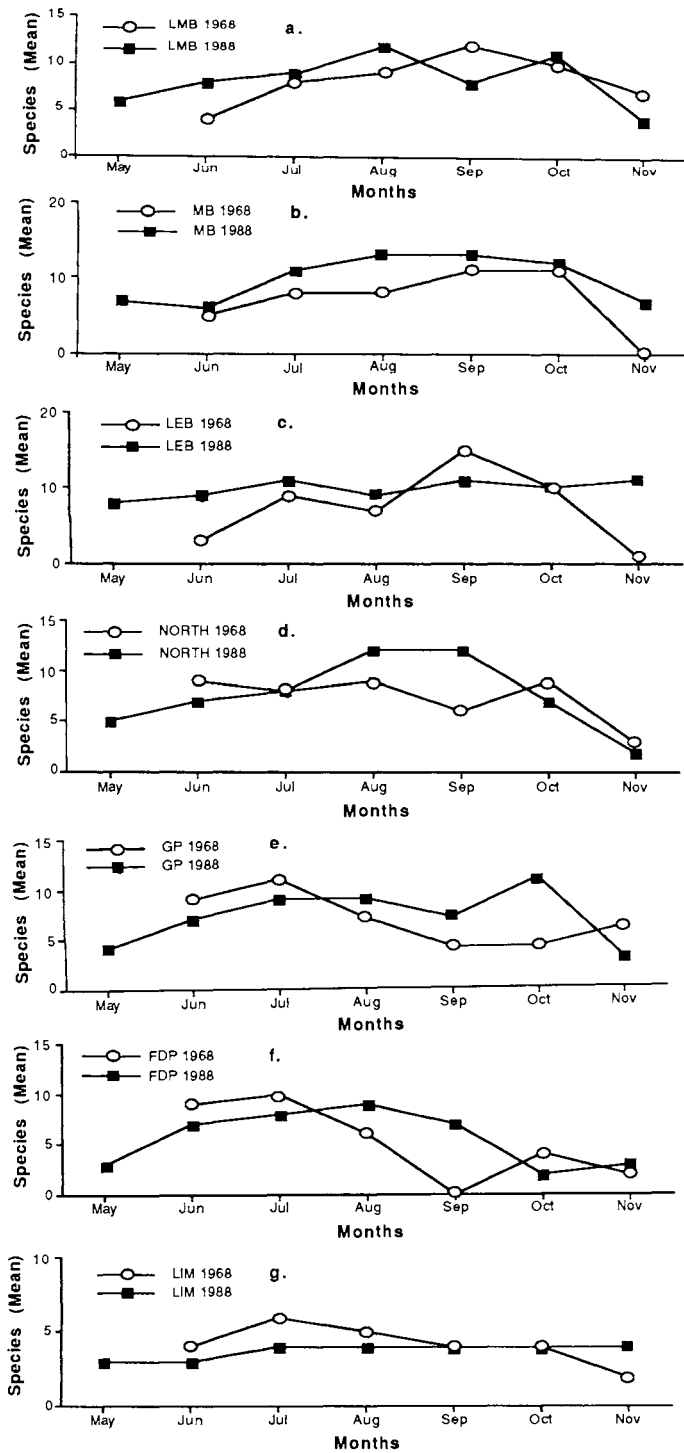 LMB 1968
a.
LMB 1988
Species (Mean)
15
10
5
0
May Jun Jul Aug Sep Oct Nov
Months
MB 1968
b.
MB 1988
Species (Mean)
20
10
0
May Jun Jul Aug Sep Oct Nov
Months
LEB 1968
c.
LEB 1988
Species (Mean)
20
10
0
May Jun Jul Aug Sep Oct Nov
Months
NORTH 1968
d.
NORTH 1988
Species (Mean)
15
10
5
0
May Jun Jul Aug Sep Oct Nov
Months
GP 1968
e.
GP 1988
Species (Mean)
15
10
5
0
May Jun Jul Aug Sep Oct Nov
Months
FDP 1968
f.
FDP 1988
Species (Mean)
15
10
5
0
May Jun Jul Aug Sep Oct Nov
Months
LIM 1968
g.
LIM 1988
Species (Mean)
10
5
0
May Jun Jul Aug Sep Oct Nov
Months